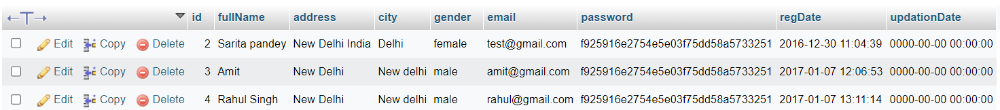 id fullName address city gender email password regDate updationDate
Edit Copy Delete 2 Sarita pandey New Delhi India Delhi female test@gmail.com f925916e2754e5e03f75dd58a5733251 2016-12-30 11:04:39 0000-00-00 00:00:00
Edit Copy Delete 3 Amit New Delhi New delhi male amit@gmail.com f925916e2754e5e03f75dd58a5733251 2017-01-07 12:06:53 0000-00-00 00:00:00
Edit Copy Delete 4 Rahul Singh New Delhi New delhi male rahul@gmail.com f925916e2754e5e03f75dd58a5733251 2017-01-07 13:11:14 0000-00-00 00:00:00